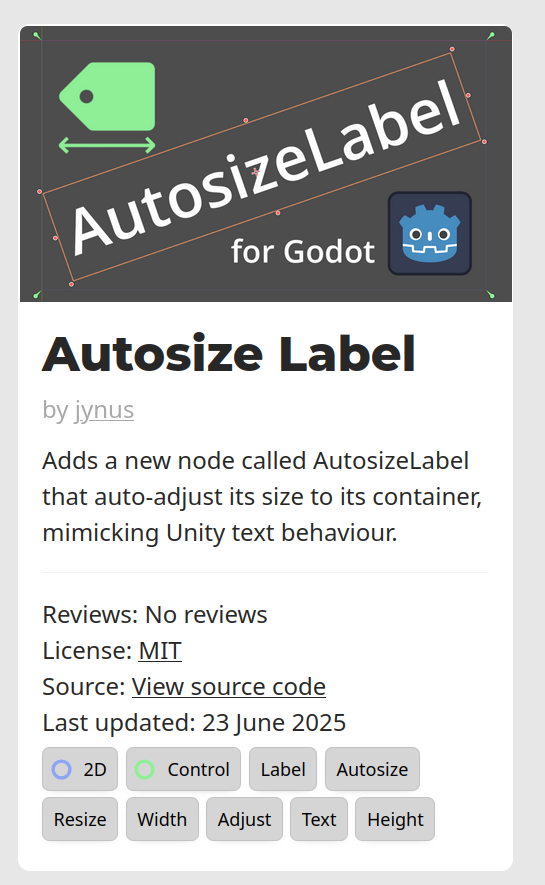 AutosizeLabel
for Godot
Autosize Label
by jynus
Adds a new node called AutosizeLabel
that auto-adjust its size to its container,
mimicking Unity text behaviour.
Reviews: No reviews
License: MIT
Source: View source code
Last updated: 23 June 2025
2D Control Label Autosize
Resize Width Adjust Text Height